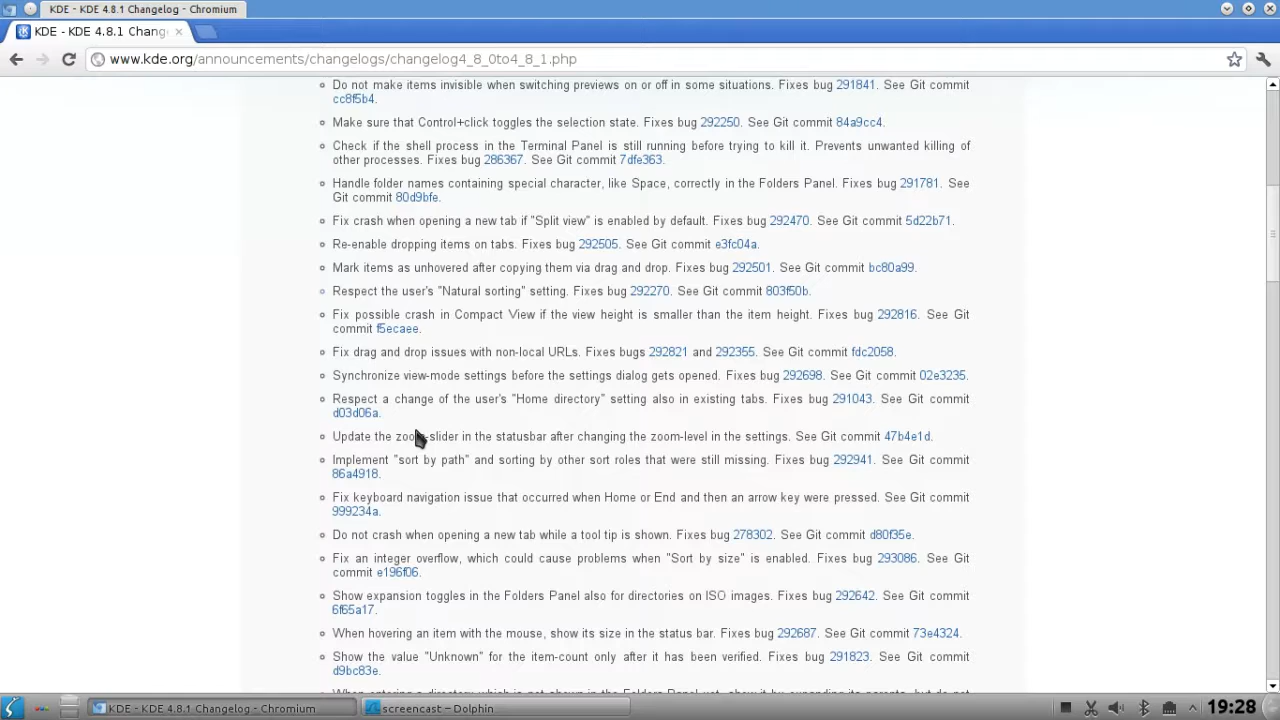 KDE - KDE 4.8.1 Changelog - Chromium
KDE - KDE 4.8.1 Chang
www.kde.org/announcements/changelogs/changelog4_8_0to4_8_1.php
Do not make items invisible when switching previews on or off in some situations. Fixes bug 291841. See Git commit
cc8f5b4.
Make sure that Control+click toggles the selection state. Fixes bug 292250. See Git commit 84a9cc4.
Check if the shell process in the Terminal Panel is still running before trying to kill it. Prevents unwanted killing of
other processes. Fixes bug 286367. See Git commit 7dfe363.
Handle folder names containing special character, like Space, correctly in the Folders Panel. Fixes bug 291781. See
Git commit 80d9bfe.
Fix crash when opening a new tab if "Split view" is enabled by default. Fixes bug 292470. See Git commit 5d22b71.
Re-enable dropping items on tabs. Fixes bug 292505. See Git commit e3fc04a.
Mark items as unhovered after copying them via drag and drop. Fixes bug 292501. See Git commit bc80a99.
Respect the user's "Natural sorting" setting. Fixes bug 292270. See Git commit 803f50b.
Fix possible crash in Compact View if the view height is smaller than the item height. Fixes bug 292816. See Git
commit f5ecaee.
Fix drag and drop issues with non-local URLs. Fixes bugs 292821 and 292355. See Git commit fdc2058.
Synchronize view-mode settings before the settings dialog gets opened. Fixes bug 292698. See Git commit 02e3235.
Respect a change of the user's "Home directory" setting also in existing tabs. Fixes bug 291043. See Git commit
d03d06a.
Update the zoom-slider in the statusbar after changing the zoom-level in the settings. See Git commit 47b4e1d.
Implement "sort by path" and sorting by other sort roles that were still missing. Fixes bug 292941. See Git commit
86a4918.
Fix keyboard navigation issue that occurred when Home or End and then an arrow key were pressed. See Git commit
999234a.
Do not crash when opening a new tab while a tool tip is shown. Fixes bug 278302. See Git commit d80f35e.
Fix an integer overflow, which could cause problems when "Sort by size" is enabled. Fixes bug 293086. See Git
commit e196f06.
Show expansion toggles in the Folders Panel also for directories on ISO images. Fixes bug 292642. See Git commit
6f65a17.
When hovering an item with the mouse, show its size in the status bar. Fixes bug 292687. See Git commit 73e4324.
Show the value "Unknown" for the item-count only after it has been verified. Fixes bug 291823. See Git commit
d9bc83e.
When entering a directory which is not shown in the Folders Panel yet, show it by expanding its parents, but do not
KDE - KDE 4.8.1 Changelog - Chromium
screencast – Dolphin
19:28